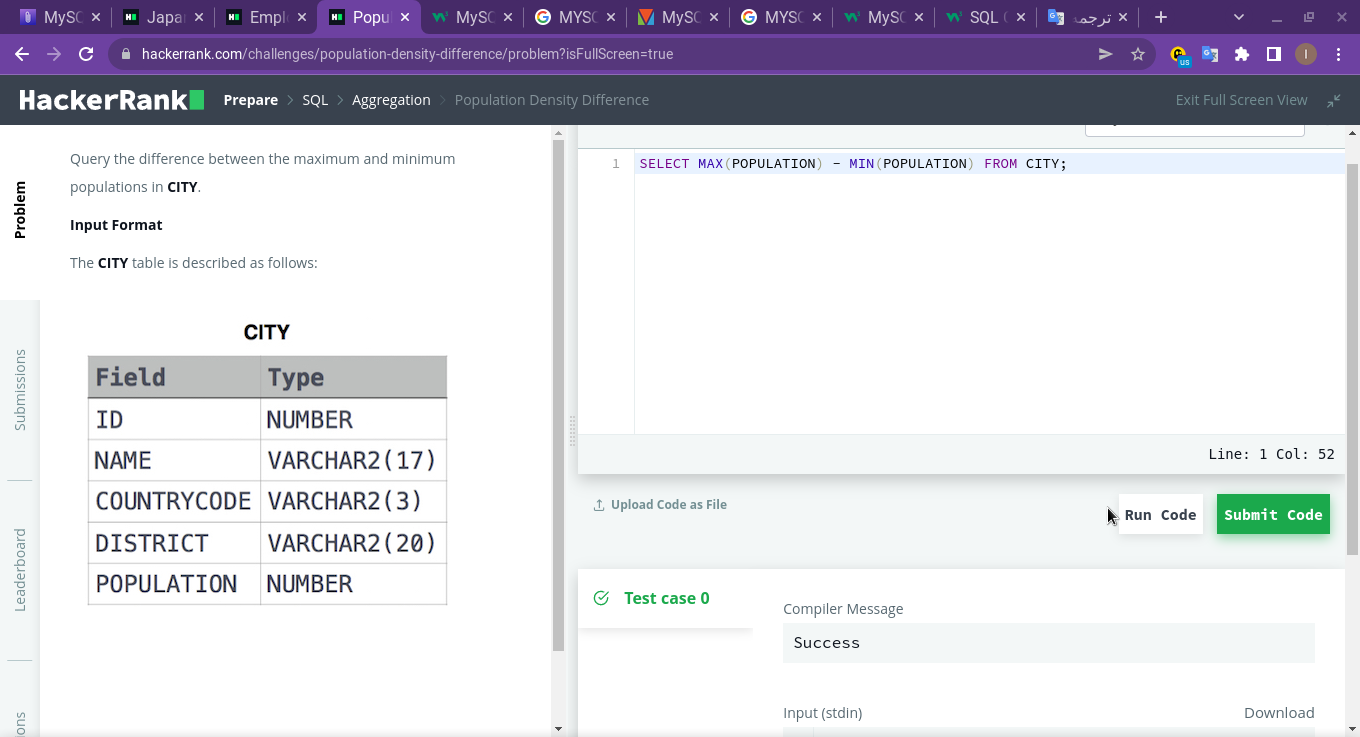 MySC
Japa
Empl
Popu
MySC
MYSC
MySC
MYSC
MySC
SQL C
ترجمة
hackerrank.com/challenges/population-density-difference/problem?isFullScreen=true
us
I
HackerRank
Prepare > SQL > Aggregation > Population Density Difference
Exit Full Screen View
Problem
Submissions
Leaderboard
Query the difference between the maximum and minimum
populations in CITY.
Input Format
The CITY table is described as follows:
CITY
Field Type
ID NUMBER
NAME VARCHAR2(17)
COUNTRYCODE VARCHAR2(3)
DISTRICT VARCHAR2(20)
POPULATION NUMBER
1 SELECT MAX(POPULATION) - MIN(POPULATION) FROM CITY;
Line: 1 Col: 52
Upload Code as File
Run Code
Submit Code
Test case 0
Compiler Message
Success
Input (stdin)
Download